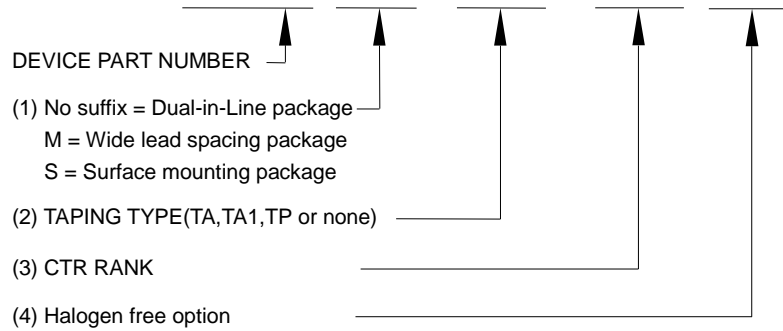 DEVICE PART NUMBER
(1) No suffix = Dual-in-Line package
M = Wide lead spacing package
S = Surface mounting package
(2) TAPING TYPE(TA,TA1,TP or none)
(3) CTR RANK
(4) Halogen free option